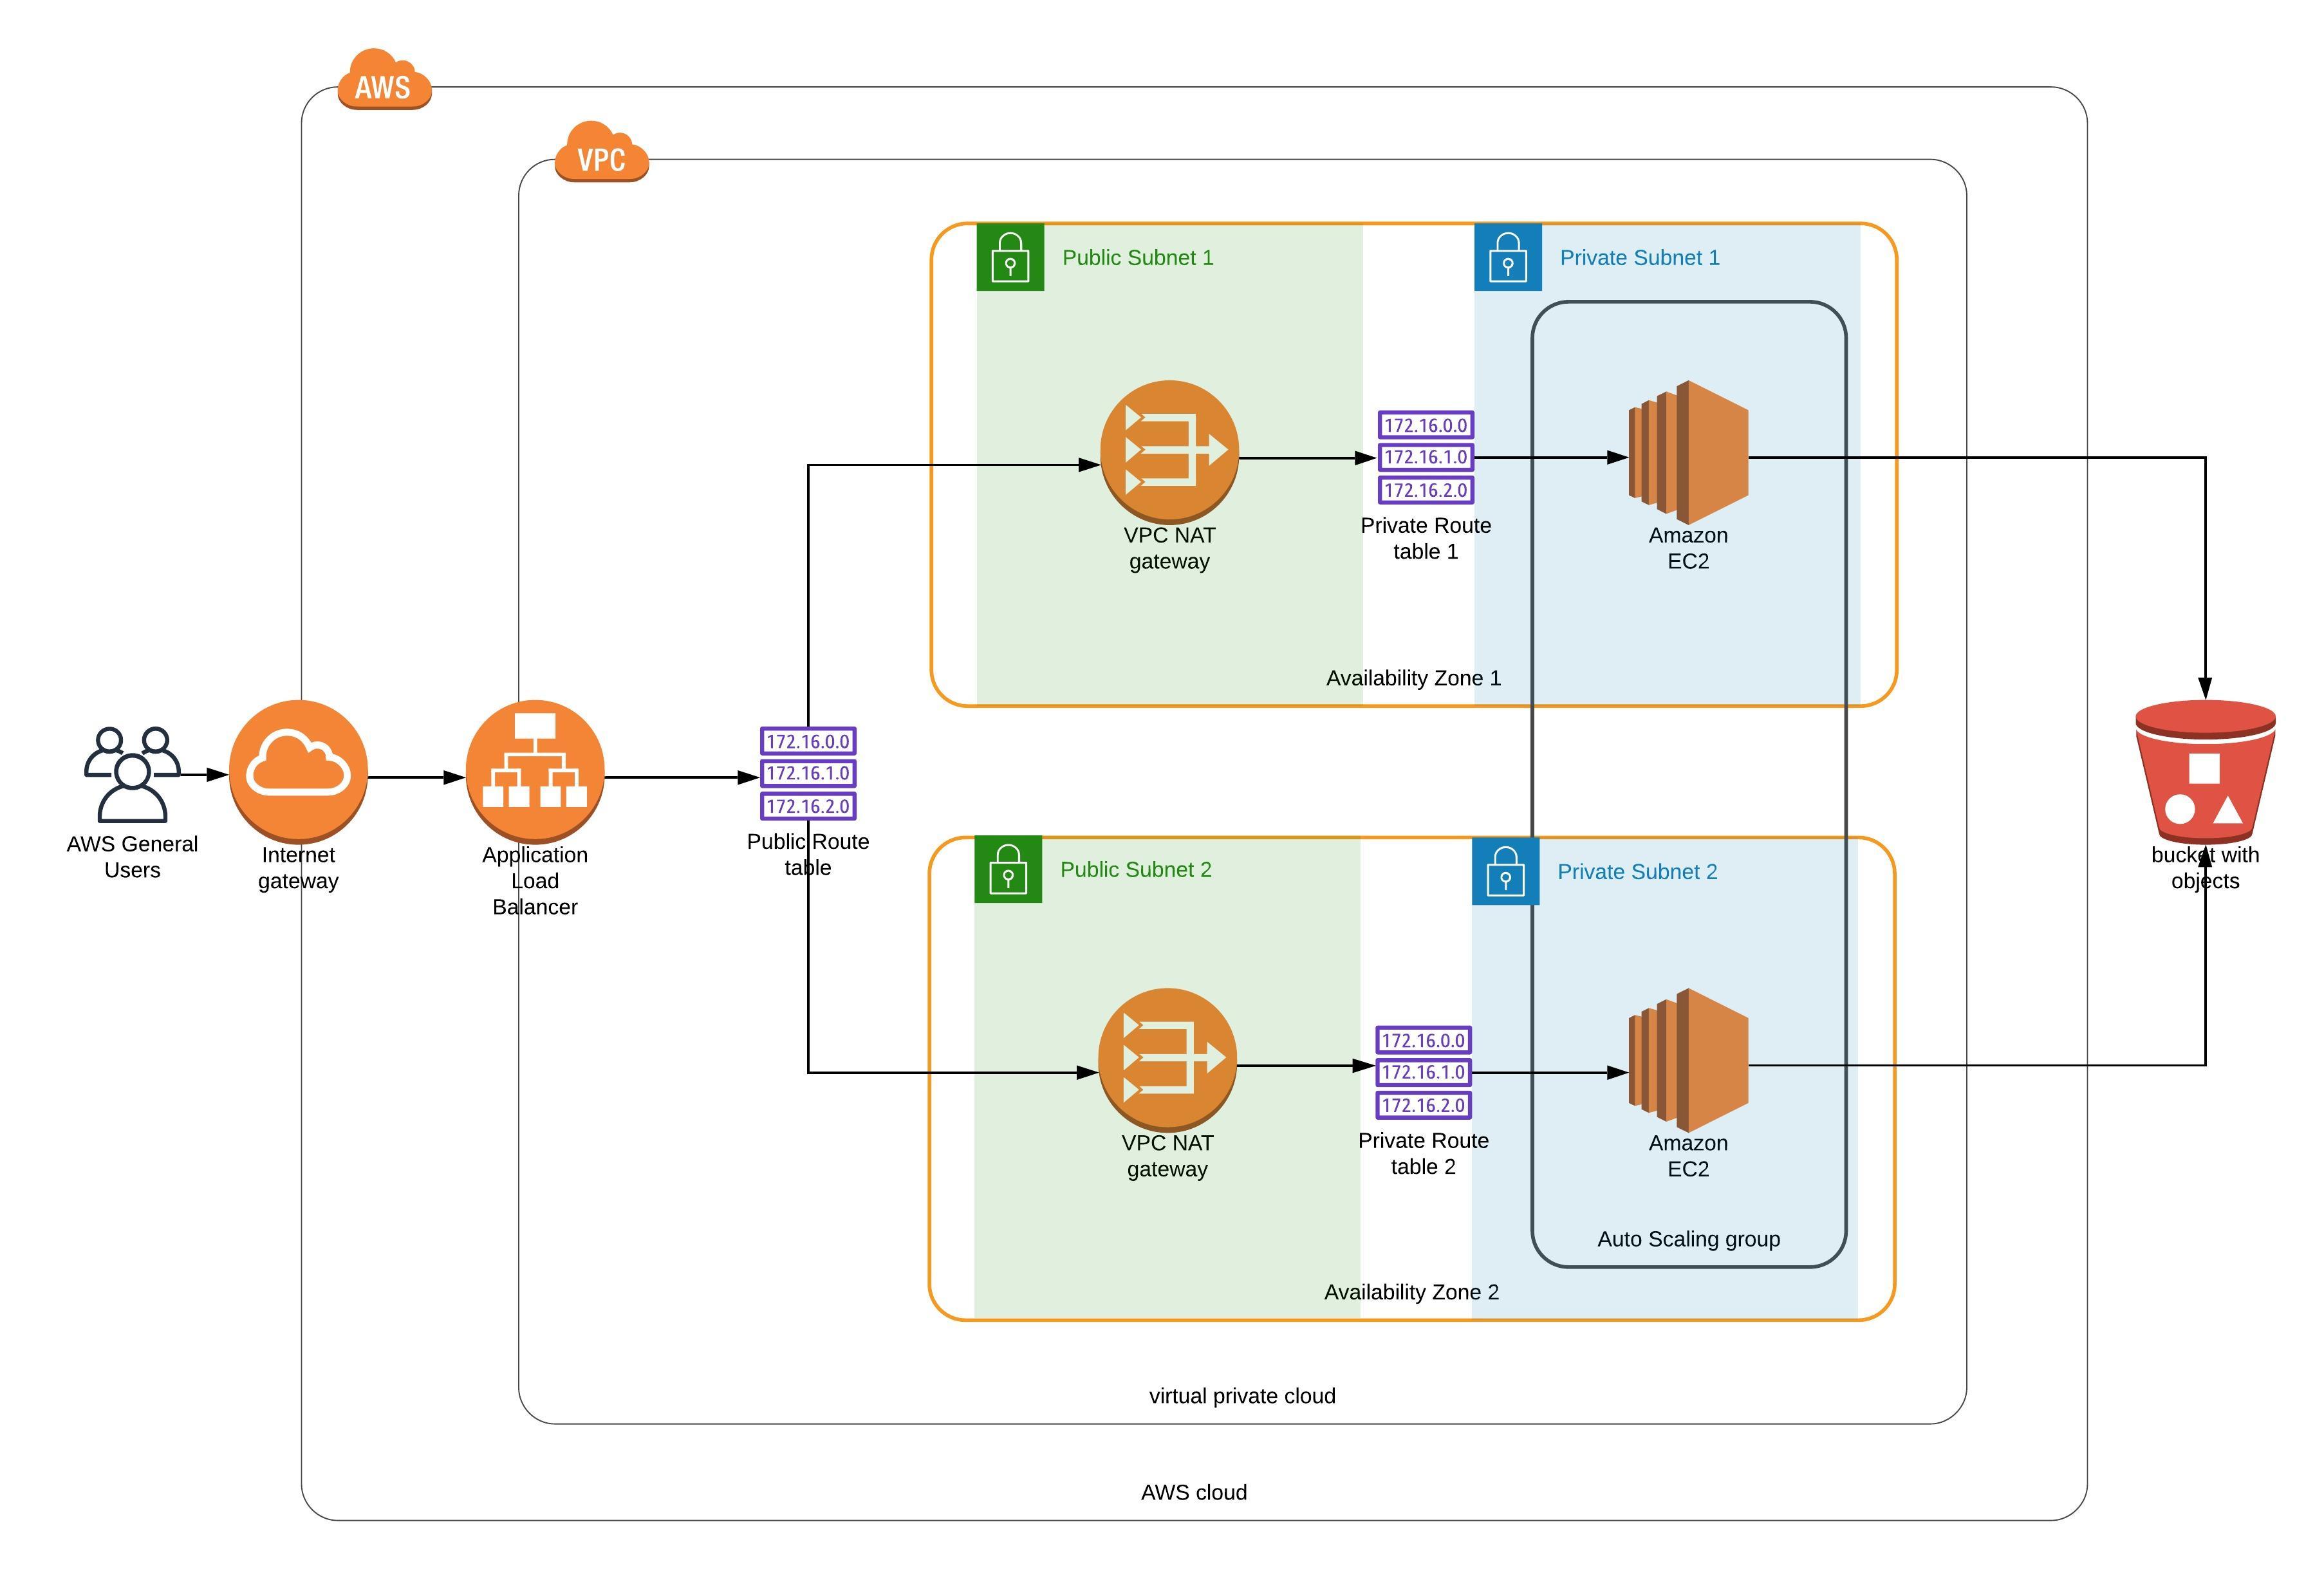 AWS
VPC
Public Subnet 1
Private Subnet 1
172.16.0.0
172.16.1.0
172.16.2.0
VPC NAT
gateway
Private Route
table 1
Amazon
EC2
Availability Zone 1
AWS General
Users
Internet
gateway
Application
Load
Balancer
172.16.0.0
172.16.1.0
172.16.2.0
Public Route
table
bucket with
objects
Public Subnet 2
Private Subnet 2
172.16.0.0
172.16.1.0
172.16.2.0
VPC NAT
gateway
Private Route
table 2
Amazon
EC2
Auto Scaling group
Availability Zone 2
virtual private cloud
AWS cloud